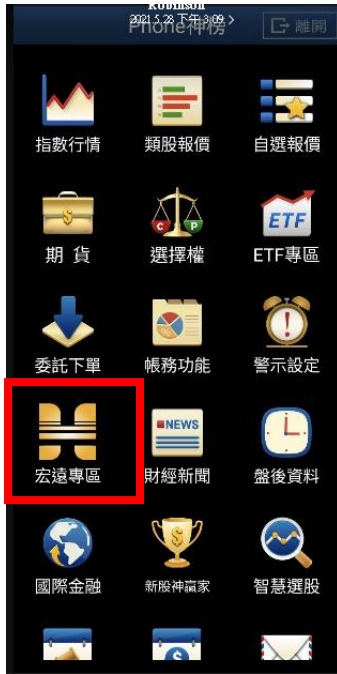 Robinson
2021.5.28 下午 3:09 >
Phone神榜
離開
指數行情
類股報價
自選報價
$
期 貨
C P
選擇權
ETF
ETF專區
委託下單
帳務功能
警示設定
宏遠專區
NEWS
財經新聞
盤後資料
國際金融
$
新股神贏家
智慧選股
$